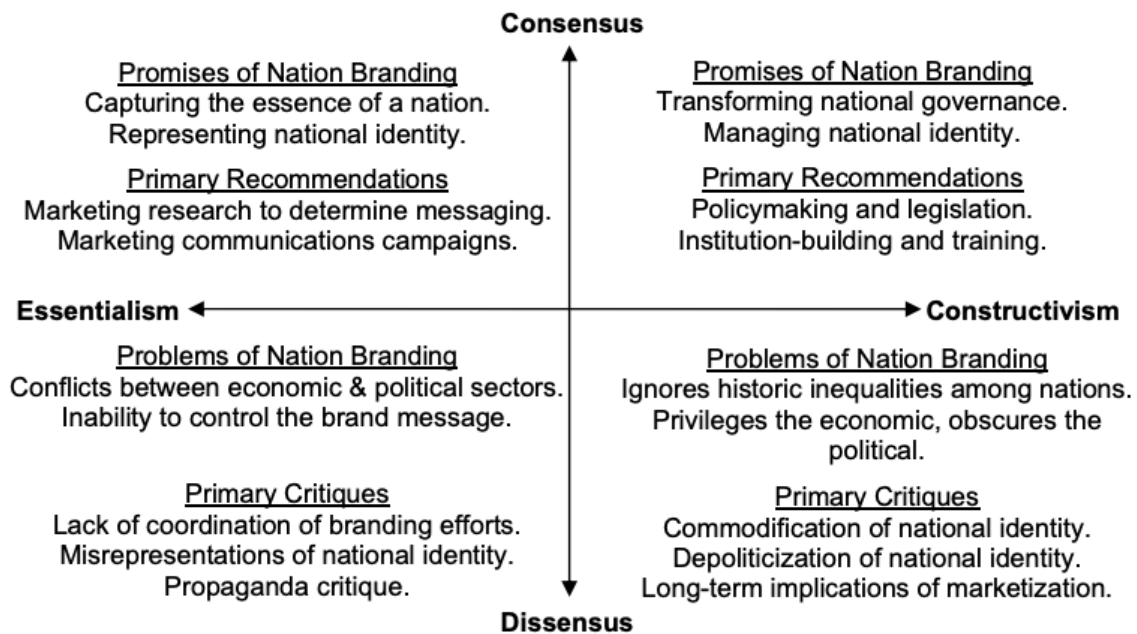 Consensus
Promises of Nation Branding
Capturing the essence of a nation.
Representing national identity.
Primary Recommendations
Marketing research to determine messaging.
Marketing communications campaigns.
Promises of Nation Branding
Transforming national governance.
Managing national identity.
Primary Recommendations
Policymaking and legislation.
Institution-building and training.
Essentialism
Constructivism
Problems of Nation Branding
Conflicts between economic & political sectors.
Inability to control the brand message.
Primary Critiques
Lack of coordination of branding efforts.
Misrepresentations of national identity.
Propaganda critique.
Problems of Nation Branding
Ignores historic inequalities among nations.
Privileges the economic, obscures the
political.
Primary Critiques
Commodification of national identity.
Depoliticization of national identity.
Long-term implications of marketization.
Dissensus